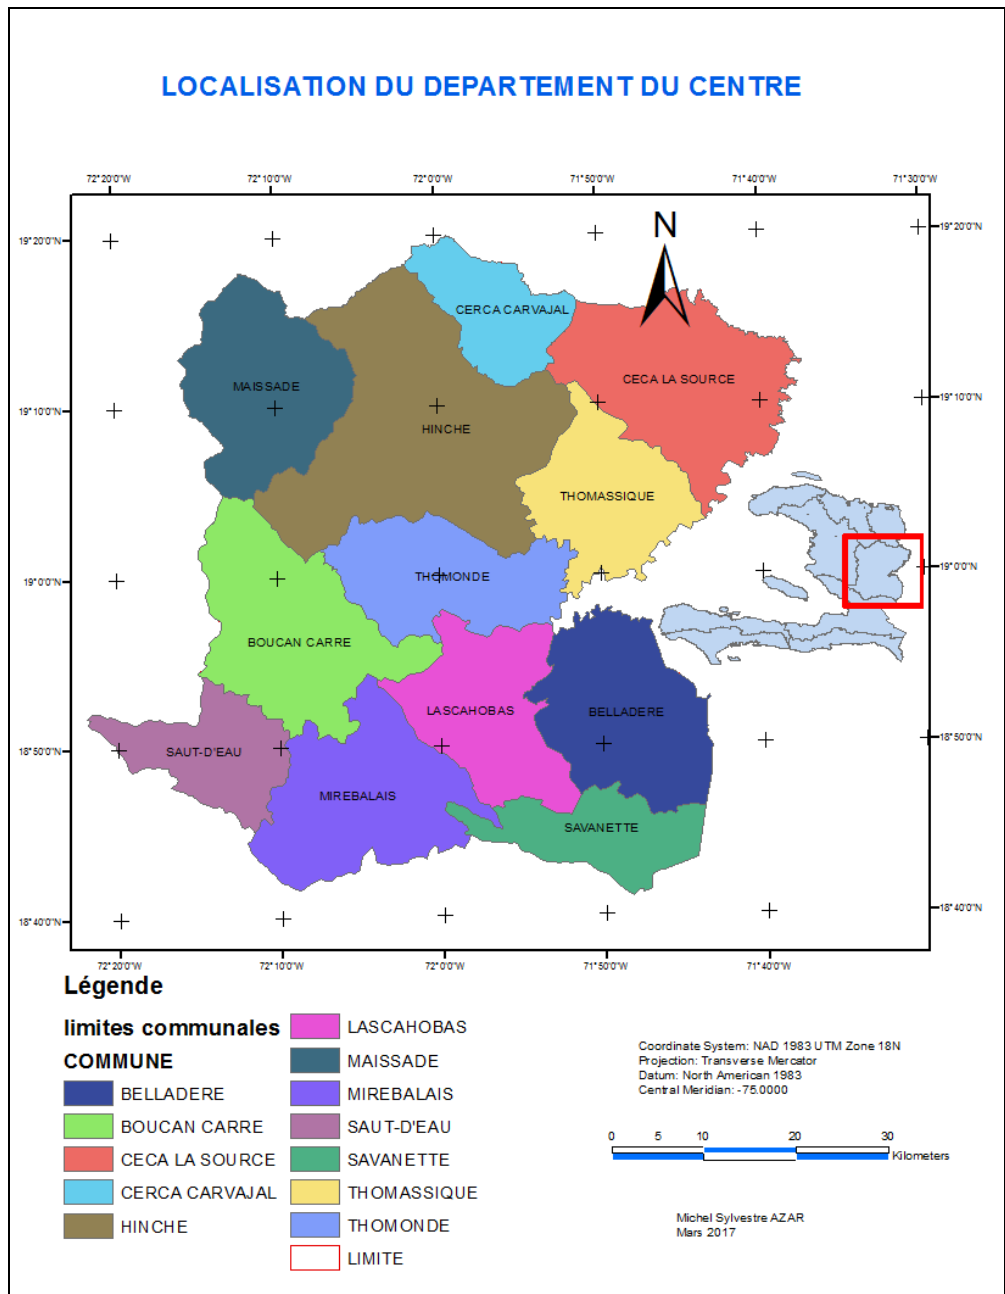 LOCALISATION DU DEPARTEMENT DU CENTRE
72°20'0"W 72°10'0"W 72°0'0"W 71°50'0"W 71°40'0"W 71°30'0"W
19°20'0"N 19°20'0"N
N
CERCA CARVAJAL
CECA LA SOURCE
MAISSADE
19°10'0"N 19°10'0"N
HINCHE
THOMASSIQUE
19°0'0"N 19°0'0"N
THOMONDE
BOUCAN CARRE
LASCAHOBAS
BELLADERE
18°50'0"N 18°50'0"N
SAUT-D'EAU
MIREBALAIS
SAVANETTE
18°40'0"N 18°40'0"N
72°20'0"W 72°10'0"W 72°0'0"W 71°50'0"W 71°40'0"W
Légende
limites communales
COMMUNE
BELLADERE
BOUCAN CARRE
CECA LA SOURCE
CERCA CARVAJAL
HINCHE
LASCAHOBAS
MAISSADE
MIREBALAIS
SAUT-D'EAU
SAVANETTE
THOMASSIQUE
THOMONDE
LIMITE
Coordinate System: NAD 1983 UTM Zone 18N
Projection: Transverse Mercator
Datum: North American 1983
Central Meridian: -75.0000
0 5 10 20 30
Kilometers
Michel Sylvestre AZAR
Mars 2017